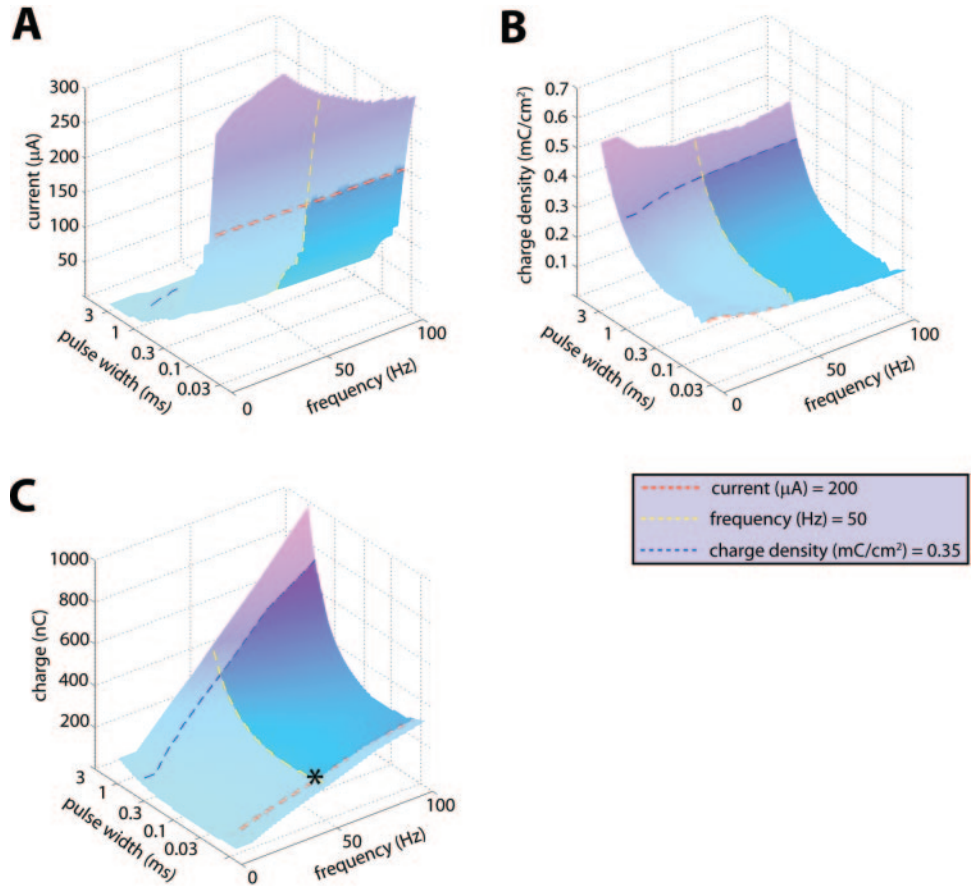 A
300
250
200
150
100
50
current (μA)
3
1
0.3
0.1
0.03
pulse width (ms)
0
50
100
frequency (Hz)
B
0.7
0.6
0.5
0.4
0.3
0.2
0.1
charge density (mC/cm²)
3
1
0.3
0.1
0.03
pulse width (ms)
0
50
100
frequency (Hz)
C
1000
800
600
400
200
charge (nC)
3
1
0.3
0.1
0.03
pulse width (ms)
0
50
100
frequency (Hz)
*
current (μA) = 200
frequency (Hz) = 50
charge density (mC/cm²) = 0.35